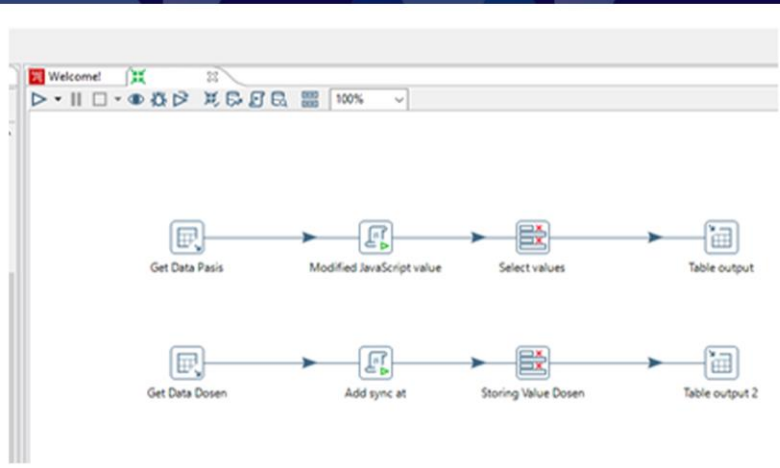 Welcome!
100%
Get Data Pasis
Modified JavaScript value
Select values
Table output
Get Data Dosen
Add sync at
Storing Value Dosen
Table output 2